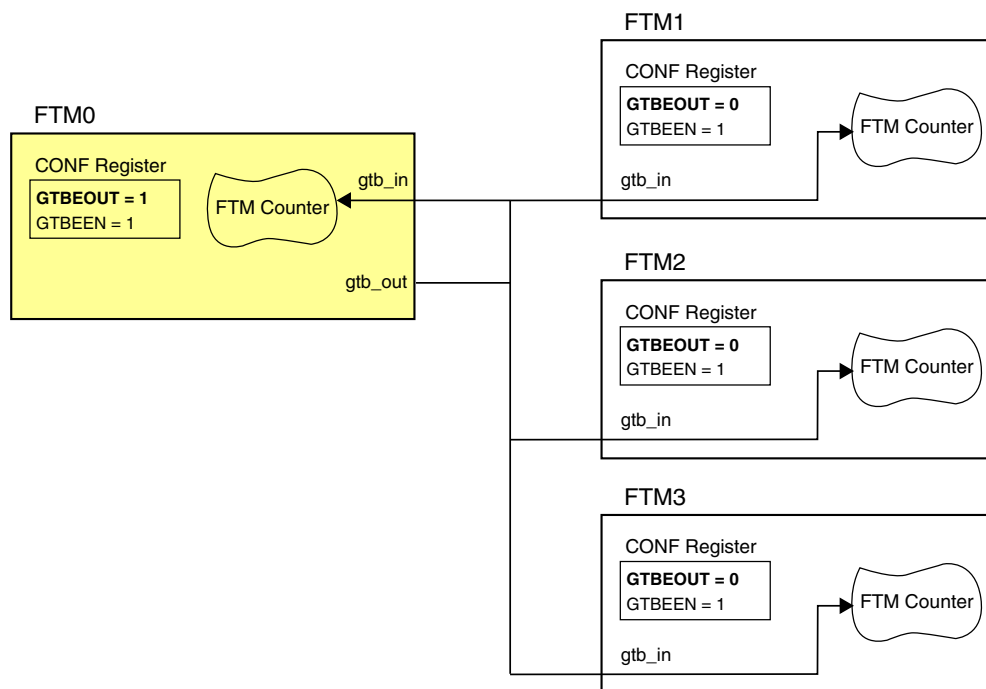 FTM0
CONF Register
GTBEOUT = 1
GTBEEN = 1
FTM Counter
gtb_in
gtb_out
FTM1
CONF Register
GTBEOUT = 0
GTBEEN = 1
FTM Counter
gtb_in
FTM2
CONF Register
GTBEOUT = 0
GTBEEN = 1
FTM Counter
gtb_in
FTM3
CONF Register
GTBEOUT = 0
GTBEEN = 1
FTM Counter
gtb_in